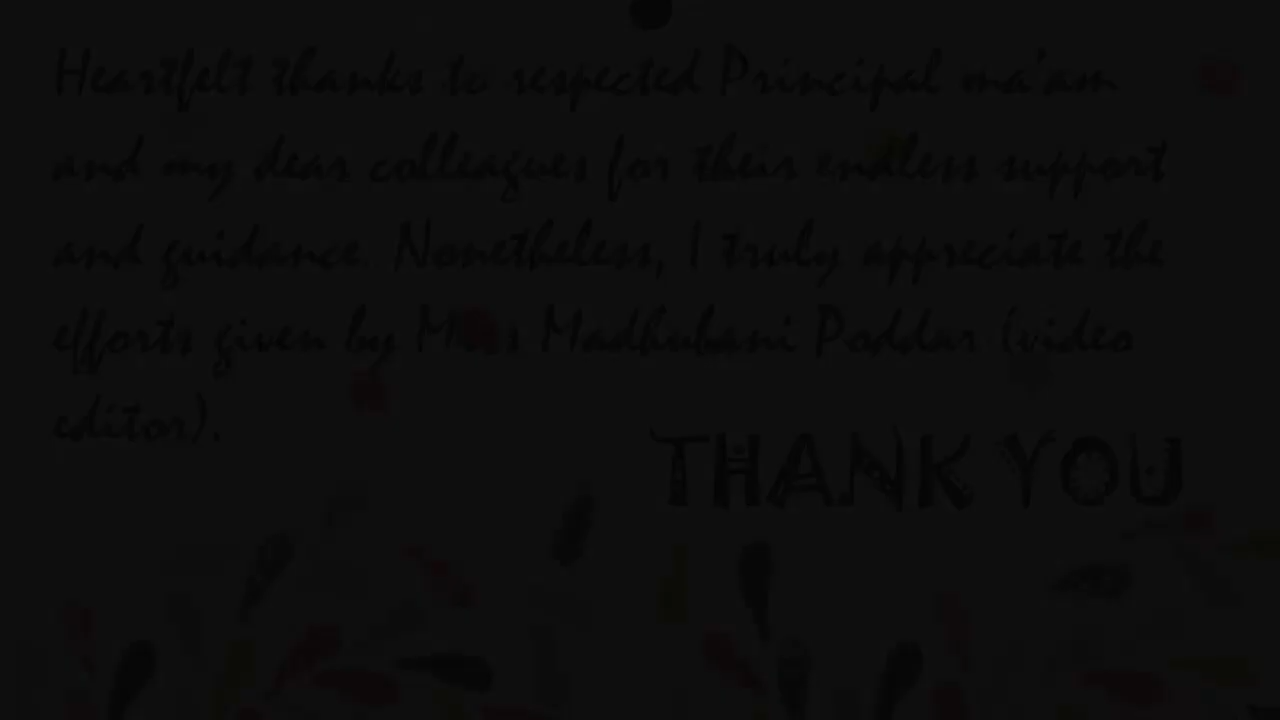 Heartfelt thanks to respected Principal ma'am
and my dear colleagues for their endless support
and guidance. Nonetheless, I truly appreciate the
efforts given by Miss Madhubani Poddar (video
editor).
THANK YOU